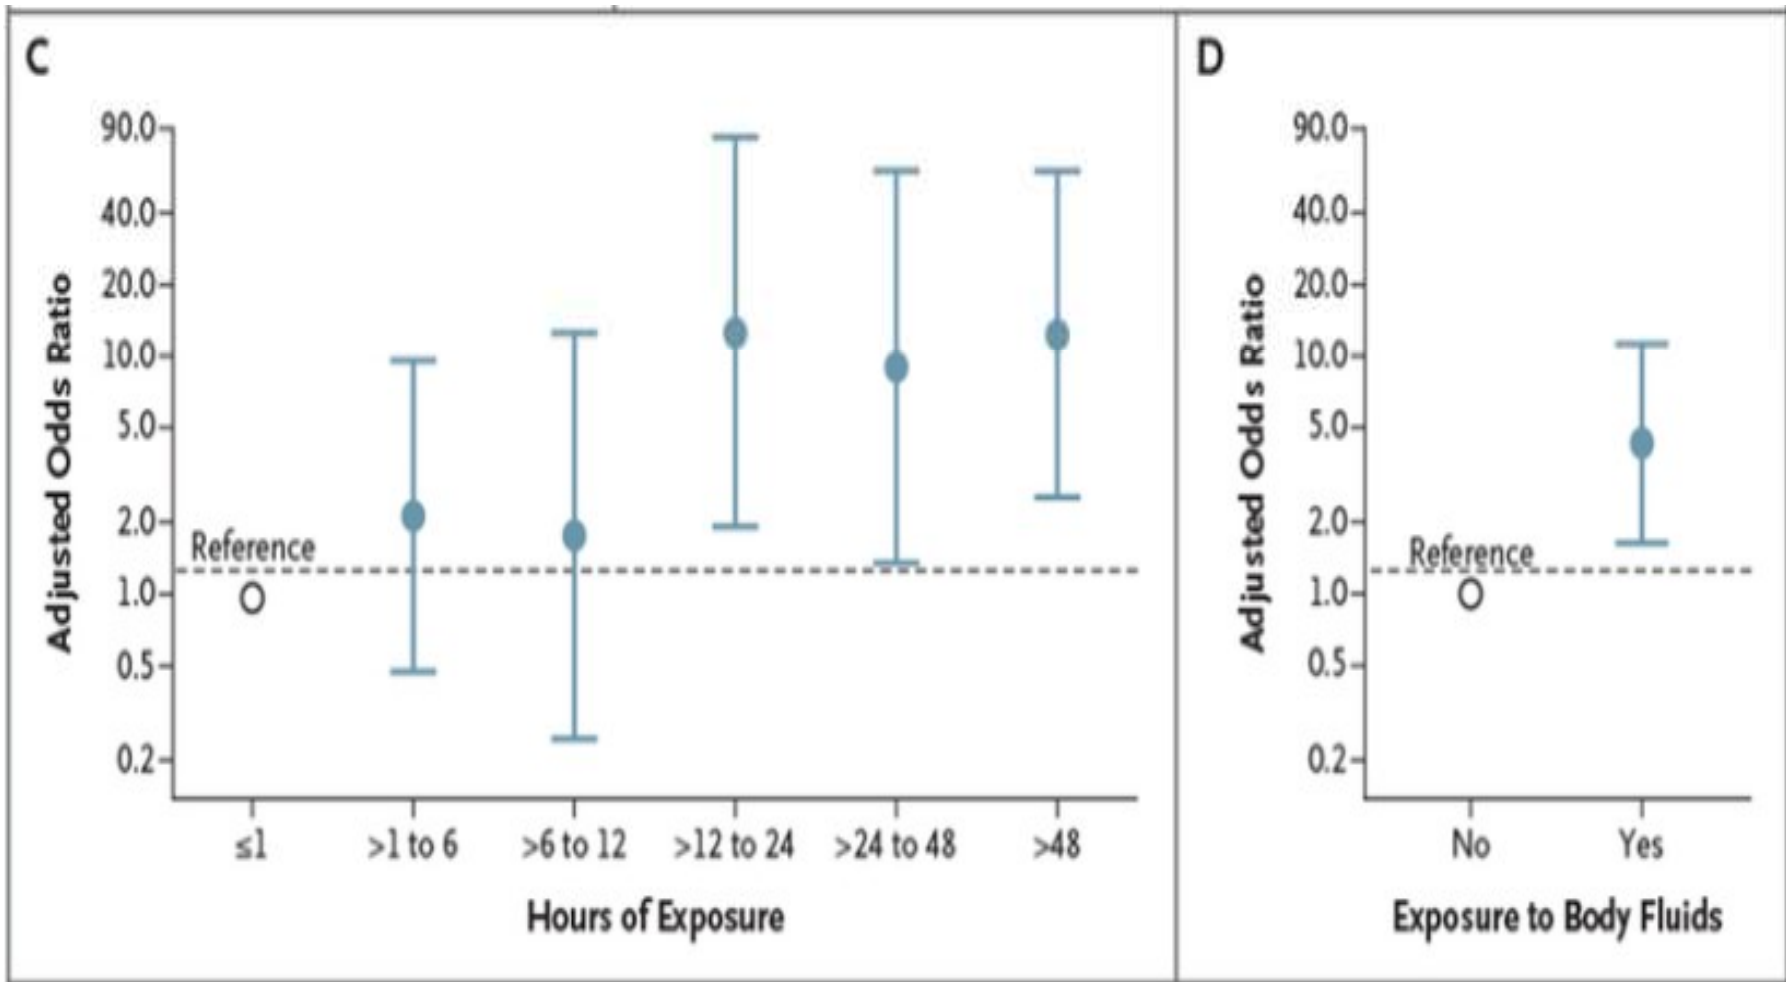 C
90.0
40.0
20.0
10.0
5.0
2.0
1.0
0.5
0.2
Adjusted Odds Ratio
Reference
≤1 >1 to 6 >6 to 12 >12 to 24 >24 to 48 >48
Hours of Exposure
D
90.0
40.0
20.0
10.0
5.0
2.0
1.0
0.5
0.2
Adjusted Odds Ratio
Reference
No Yes
Exposure to Body Fluids